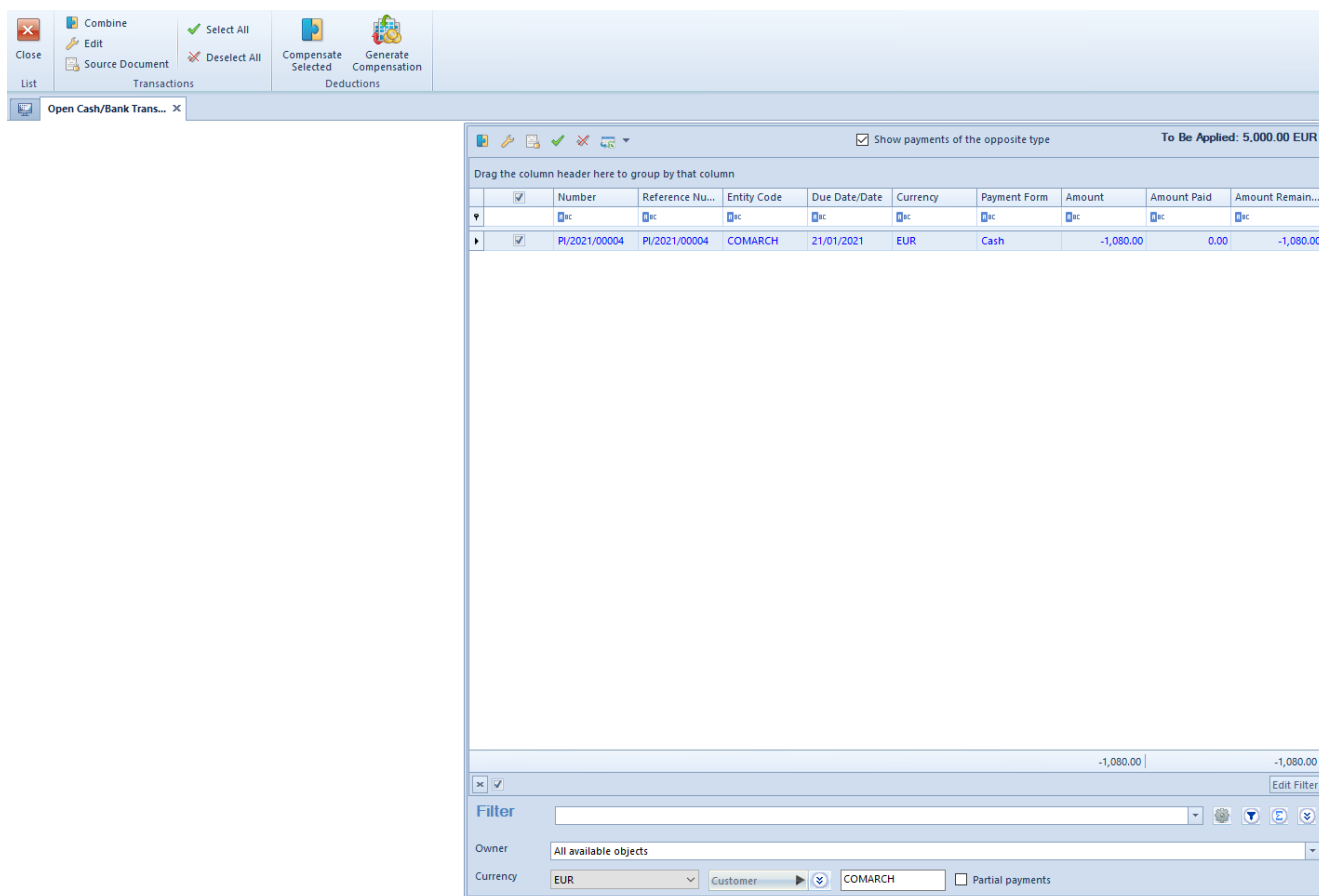 Close
List
Combine
Edit
Source Document
Select All
Deselect All
Transactions
Compensate Selected
Generate Compensation
Deductions
Open Cash/Bank Trans...
Show payments of the opposite type
To Be Applied: 5,000.00 EUR
Drag the column header here to group by that column
Number Reference Nu... Entity Code Due Date/Date Currency Payment Form Amount Amount Paid Amount Remain...
PI/2021/00004 PI/2021/00004 COMARCH 21/01/2021 EUR Cash -1,080.00 0.00 -1,080.00
-1,080.00 -1,080.00
Edit Filter
Filter
Owner All available objects
Currency EUR Customer COMARCH Partial payments